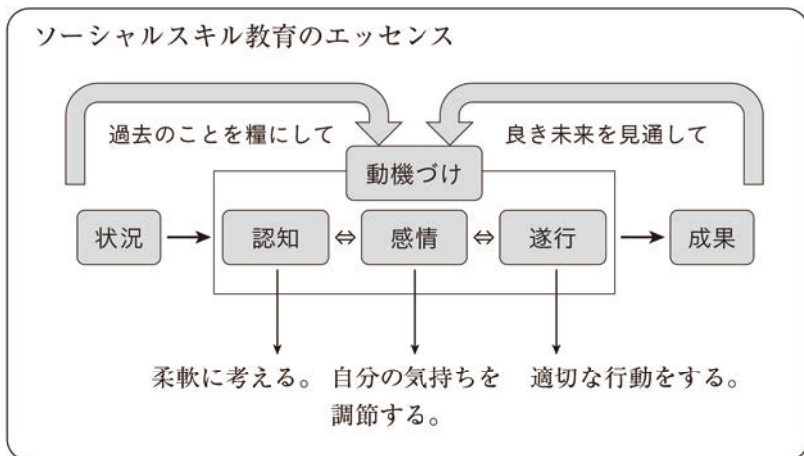 ソーシャルスキル教育のエッセンス
過去のことを糧にして
良き未来を見通して
動機づけ
状況
認知
⇔
感情
⇔
遂行
成果
柔軟に考える。
自分の気持ちを
調節する。
適切な行動をする。